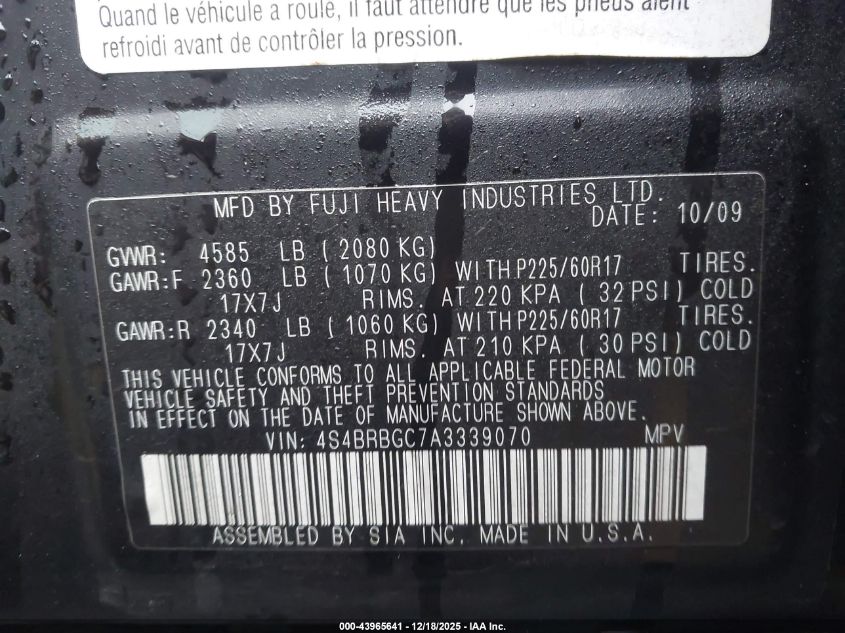 Quand le véhicule a roulé, il faut attendre que les pneus aient
refroidi avant de contrôler la pression.
MFD BY FUJI HEAVY INDUSTRIES LTD.
DATE: 10/09
GVWR: 4585 LB (2080 KG)
GAWR:F 2360 LB (1070 KG) WITH P225/60R17 TIRES.
17X7J RIMS. AT 220 KPA (32 PSI) COLD
GAWR:R 2340 LB (1060 KG) WITH P225/60R17 TIRES.
17X7J RIMS. AT 210 KPA (30 PSI) COLD
THIS VEHICLE CONFORMS TO ALL APPLICABLE FEDERAL MOTOR
VEHICLE SAFETY AND THEFT PREVENTION STANDARDS
IN EFFECT ON THE DATE OF MANUFACTURE SHOWN ABOVE.
VIN: 4S4BRBGC7A3339070 MPV
ASSEMBLED BY SIA INC. MADE IN U.S.A.
000-43965641 - 12/18/2025 - IAA Inc.